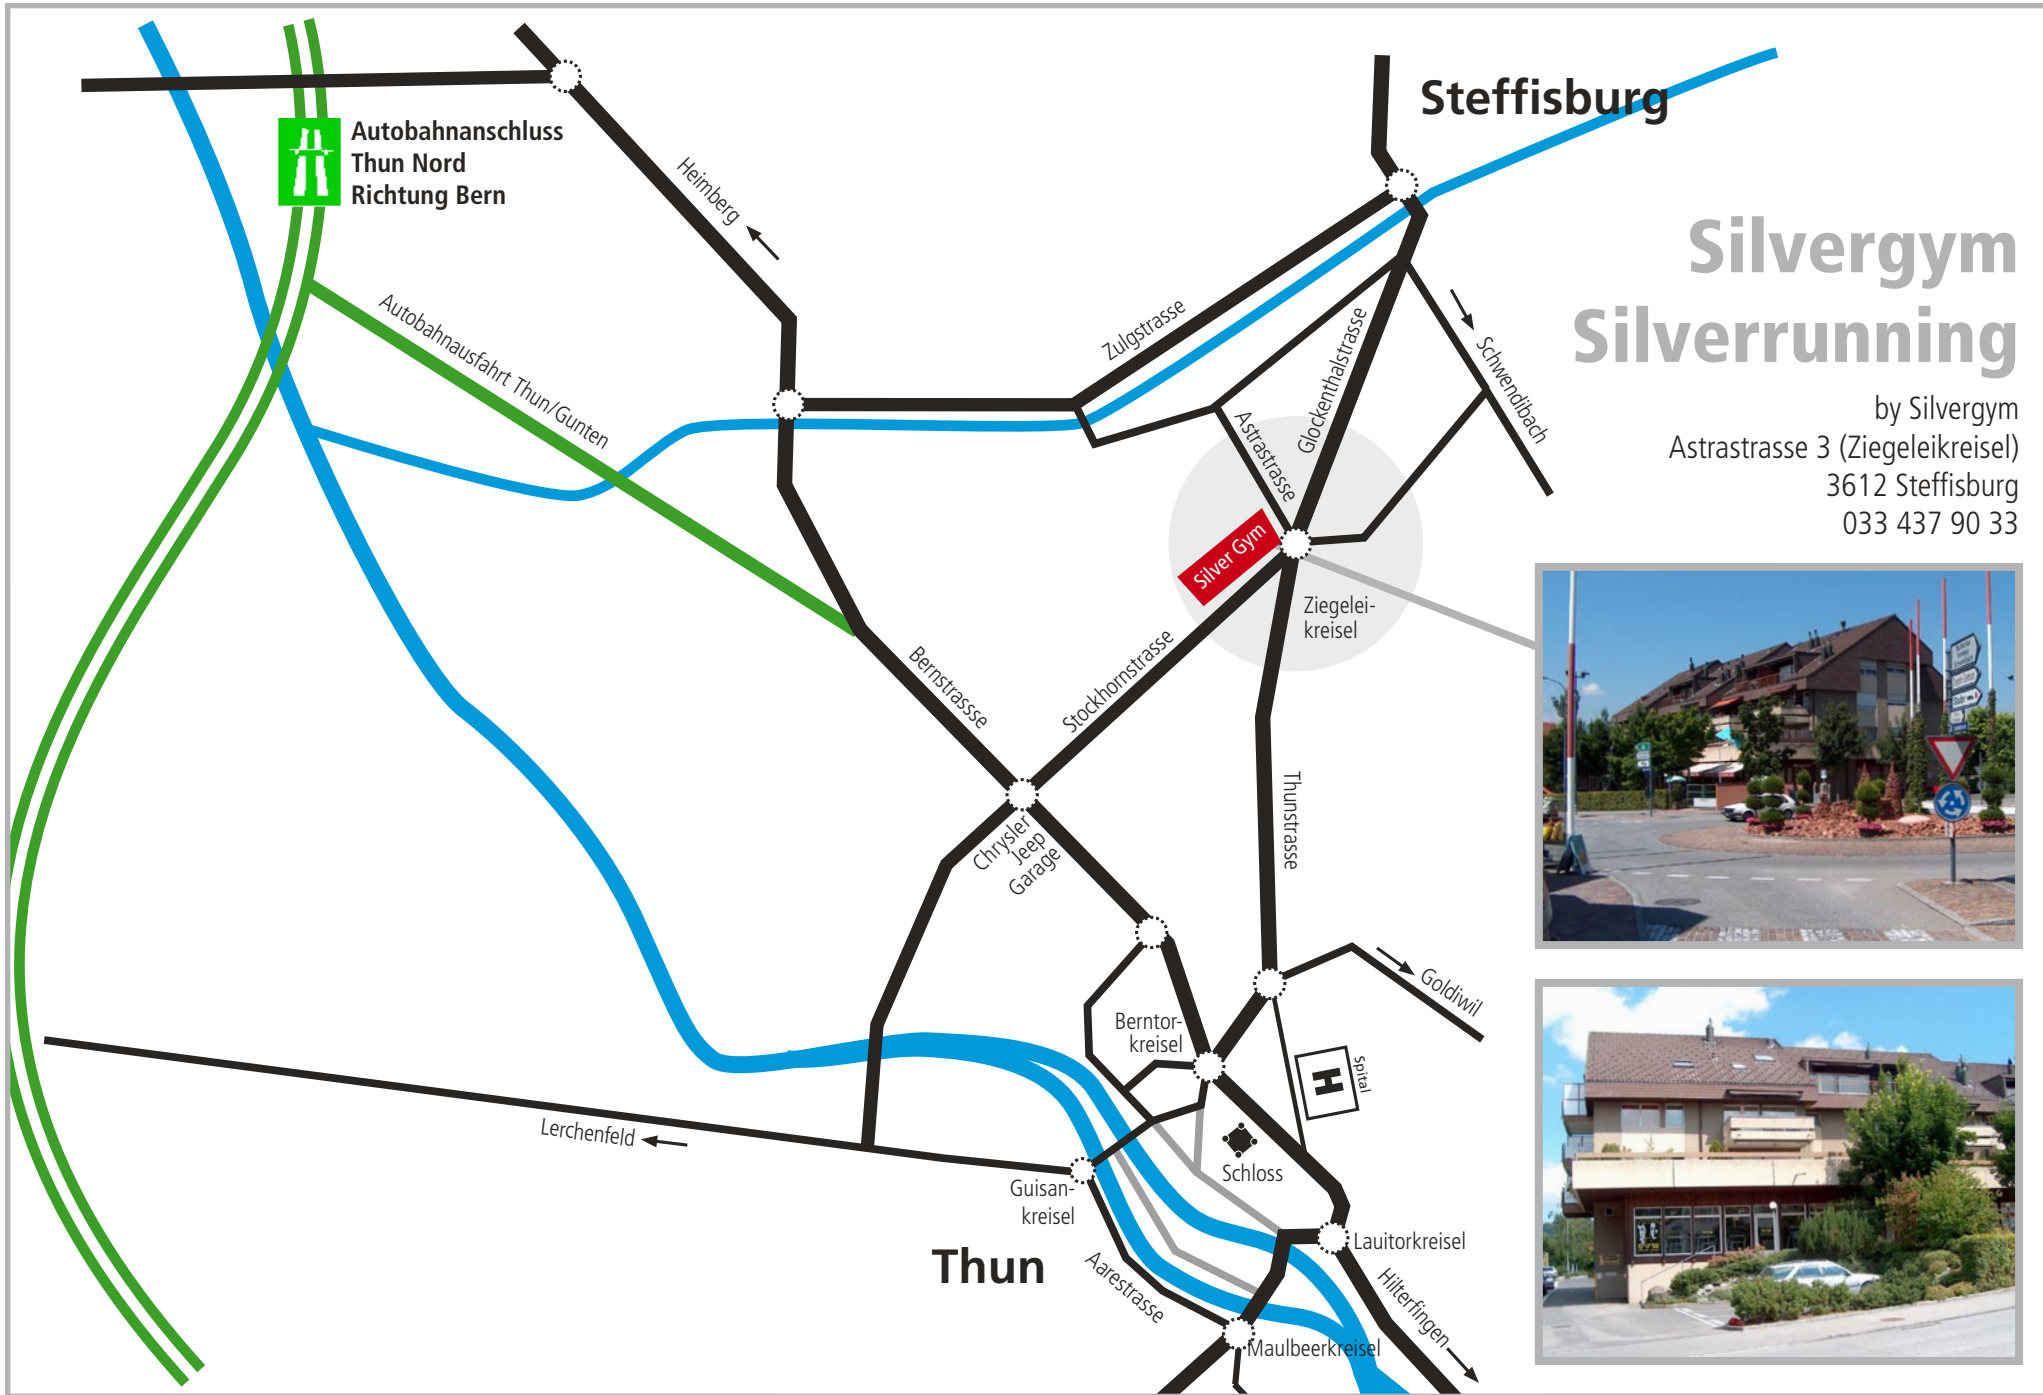 Steffisburg
Autobahnanschluss
Thun Nord
Richtung Bern
Heimberg
Silvergym
Silverrunning
Autobahnausfahrt Thun/Gunten
Zulgstrasse
Glockenthalstrasse
Schwendibach
by Silvergym
Astrastrasse 3 (Ziegeleikreisel)
3612 Steffisburg
033 437 90 33
Astrastrasse
Silver Gym
Ziegelei-
kreisel
Bernstrassse
Stockhornstrasse
Thunstrasse
Chrysler
Jeep
Garage
Goldiwil
Berntor-
kreisel
H
Spital
Lerchenfeld
Schloss
Guisan-
kreisel
Thun
Lauitorkreisel
Aarestrasse
Hilterfingen
Maulbeerkreisel